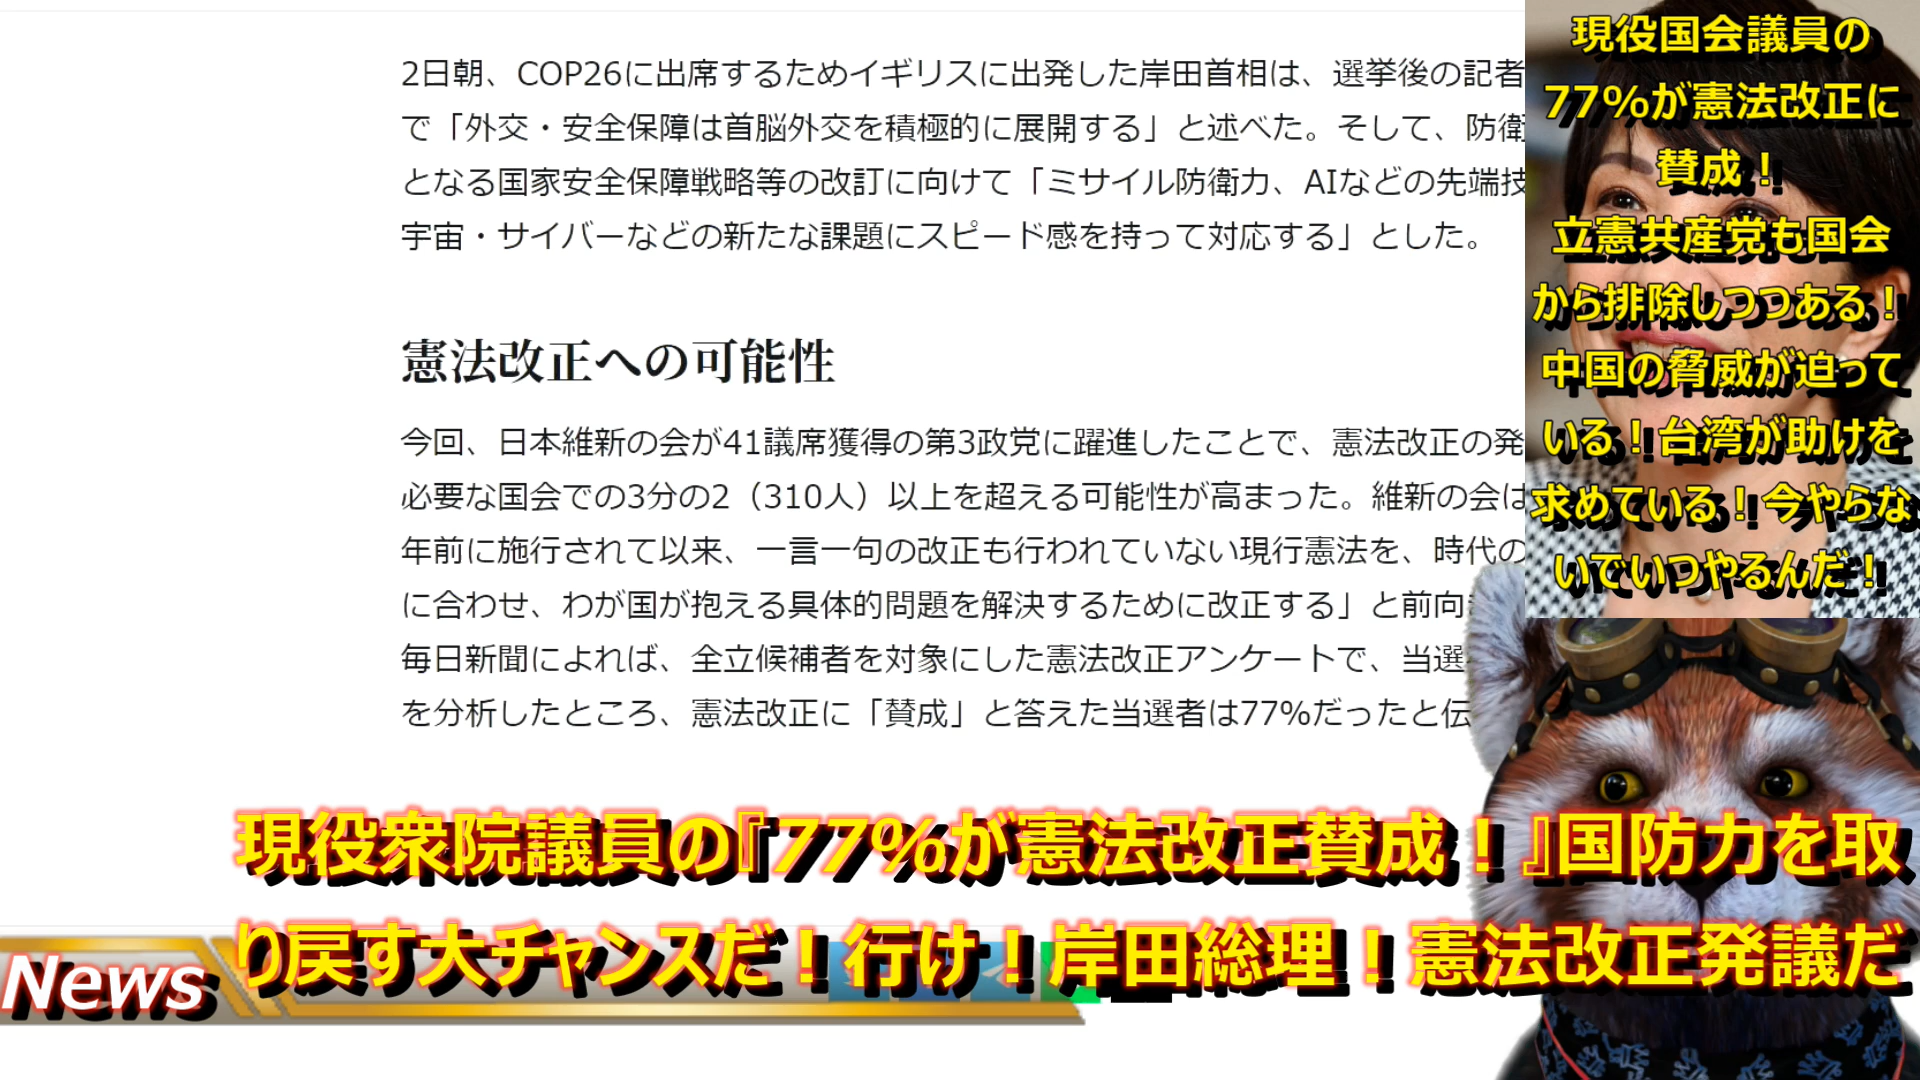 2日朝、COP26に出席するためイギリスに出発した岸田首相は、選挙後の記者
で「外交・安全保障は首脳外交を積極的に展開する」と述べた。そして、防衛
となる国家安全保障戦略等の改訂に向けて「ミサイル防衛力、AIなどの先端技
宇宙・サイバーなどの新たな課題にスピード感を持って対応する」とした。
憲法改正への可能性
今回、日本維新の会が41議席獲得の第3政党に躍進したことで、憲法改正の発
必要な国会での3分の2（310人）以上を超える可能性が高まった。維新の会は
年前に施行されて以来、一言一句の改正も行われていない現行憲法を、時代の
に合わせ、わが国が抱える具体的問題を解決するために改正する」と前向
毎日新聞によれば、全立候補者を対象にした憲法改正アンケートで、当選
を分析したところ、憲法改正に「賛成」と答えた当選者は77%だったと伝
現役国会議員の
77%が憲法改正に
賛成！
立憲共産党も国会
から排除しつつある！
中国の脅威が迫って
いる！台湾が助けを
求めている！今やらな
いでいつやるんだ！
現役衆院議員の『77%が憲法改正賛成！』国防力を取
り戻す大チャンスだ！行け！岸田総理！憲法改正発議だ
News